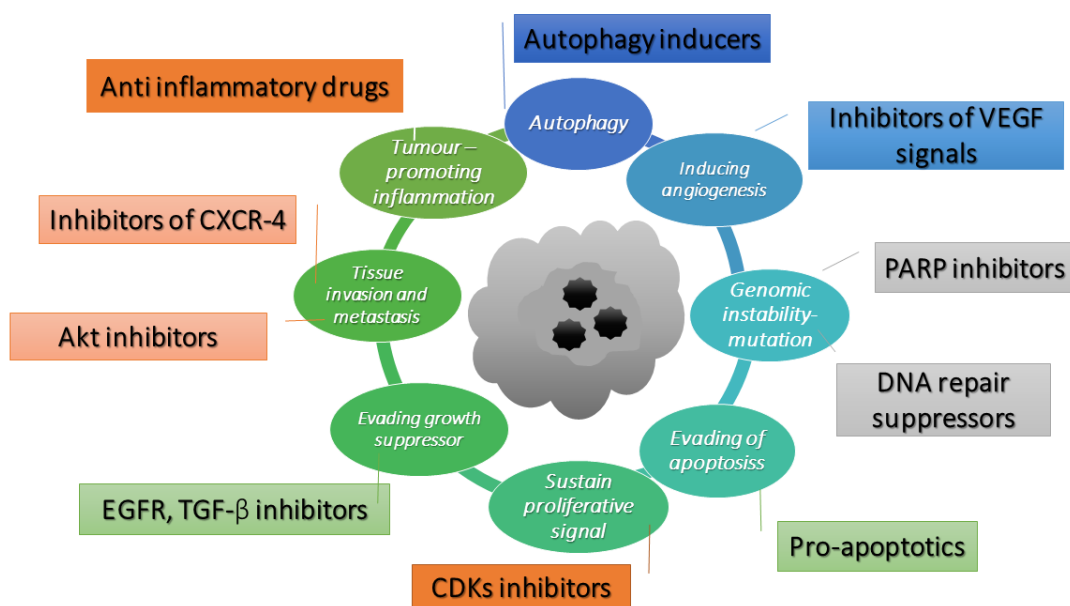 Autophagy inducers
Anti inflammatory drugs
Autophagy
Inhibitors of VEGF
signals
Tumour –
promoting
inflammation
Inducing
angenesis
Inhibitors of CXCR-4
PARP inhibitors
Tissue
invasion and
metastasis
Genomic
instability-
mutation
Akt inhibitors
DNA repair
suppressors
Evading growth
suppressor
Evading of
apoptosiss
Sustain
proliferative
signal
EGFR, TGF-β inhibitors
Pro-apoptotics
CDKs inhibitors